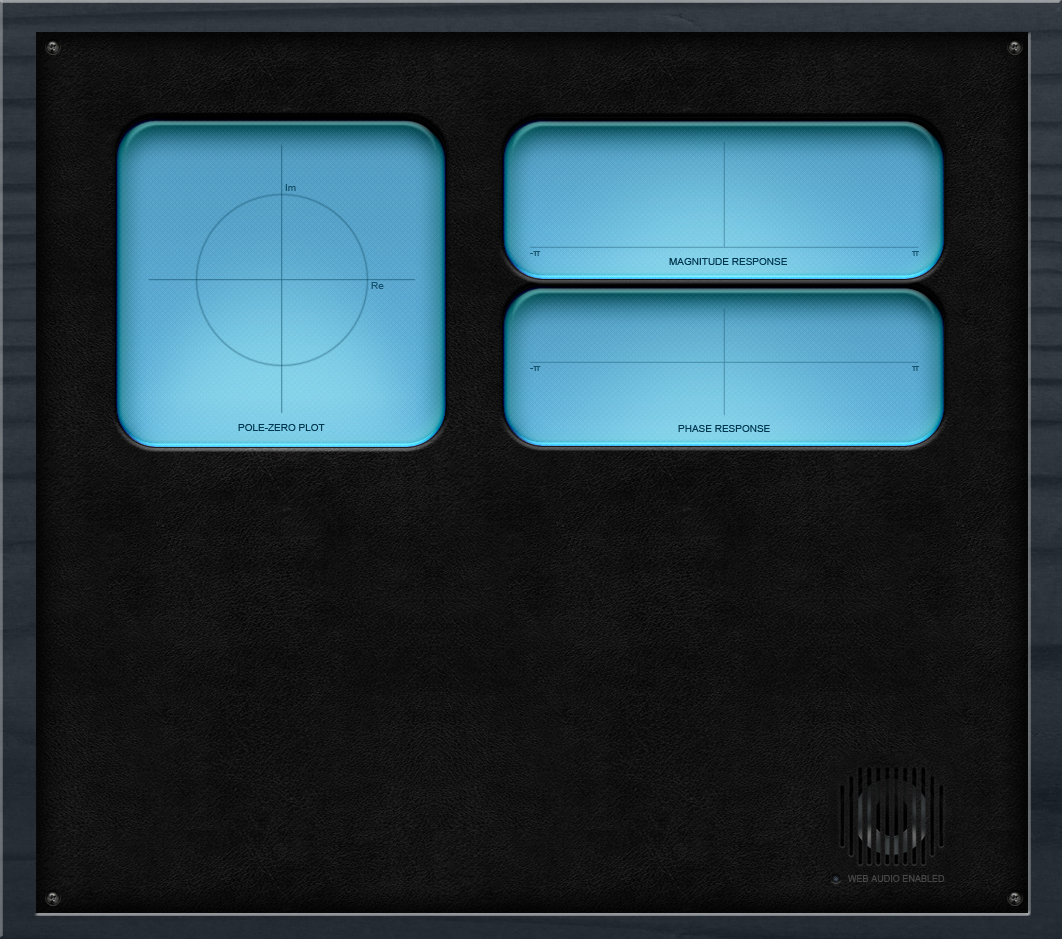 Im
Re
POLE-ZERO PLOT
-π
π
MAGNITUDE RESPONSE
-π
π
PHASE RESPONSE
WEB AUDIO ENABLED